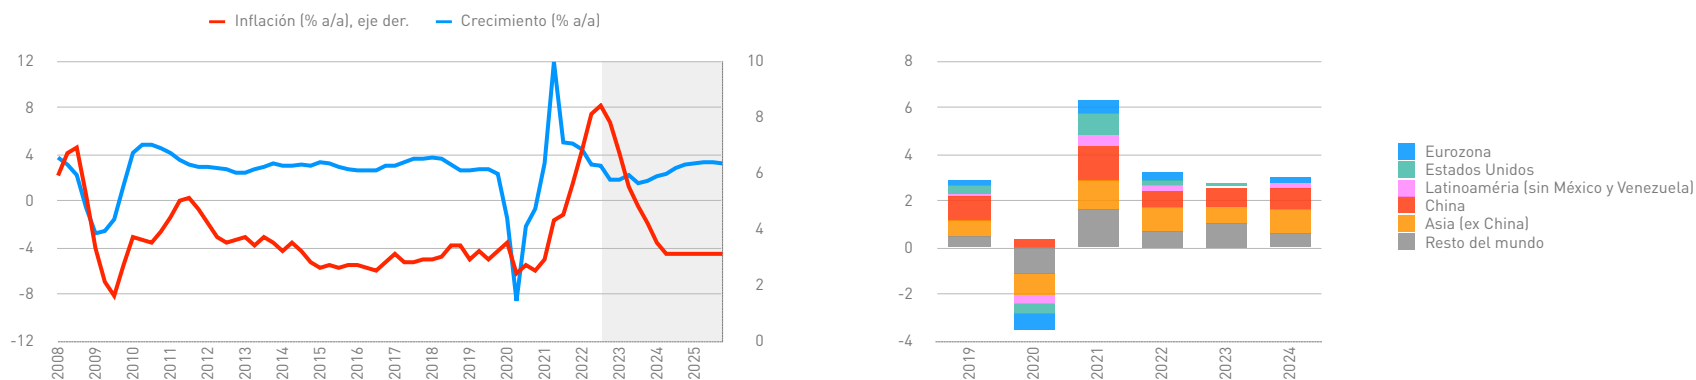 Inflación (% a/a), eje der. Crecimiento (% a/a)
12 10
8 8
4 6
0
-4 4
-8 2
-12 0
2008 2009 2010 2011 2012 2013 2014 2015 2016 2017 2018 2019 2020 2021 2022 2023 2024 2025
8
6
4
2
0
-2
-4
2019 2020 2021 2022 2023 2024
Eurozona
Estados Unidos
Latinoaméria (sin México y Venezuela)
China
Asia (ex China)
Resto del mundo